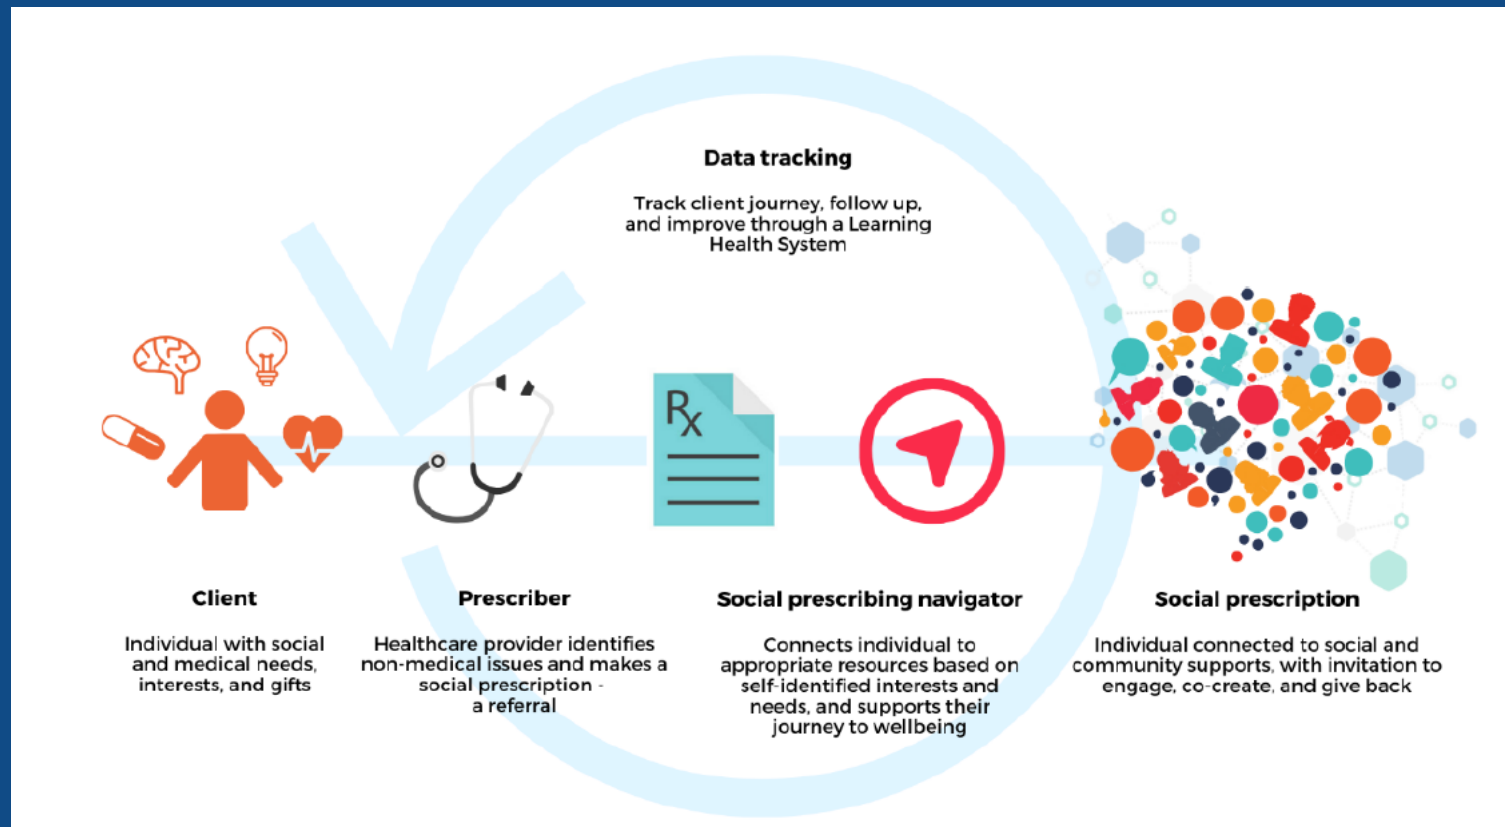 Data tracking
Track client journey, follow up,
and improve through a Learning
Health System
Rx
Client
Individual with social
and medical needs,
interests, and gifts
Prescriber
Healthcare provider identifies
non-medical issues and makes a
social prescription -
a referral
Social prescribing navigator
Connects individual to
appropriate resources based on
self-identified interests and
needs, and supports their
journey to wellbeing
Social prescription
Individual connected to social and
community supports, with invitation to
engage, co-create, and give back